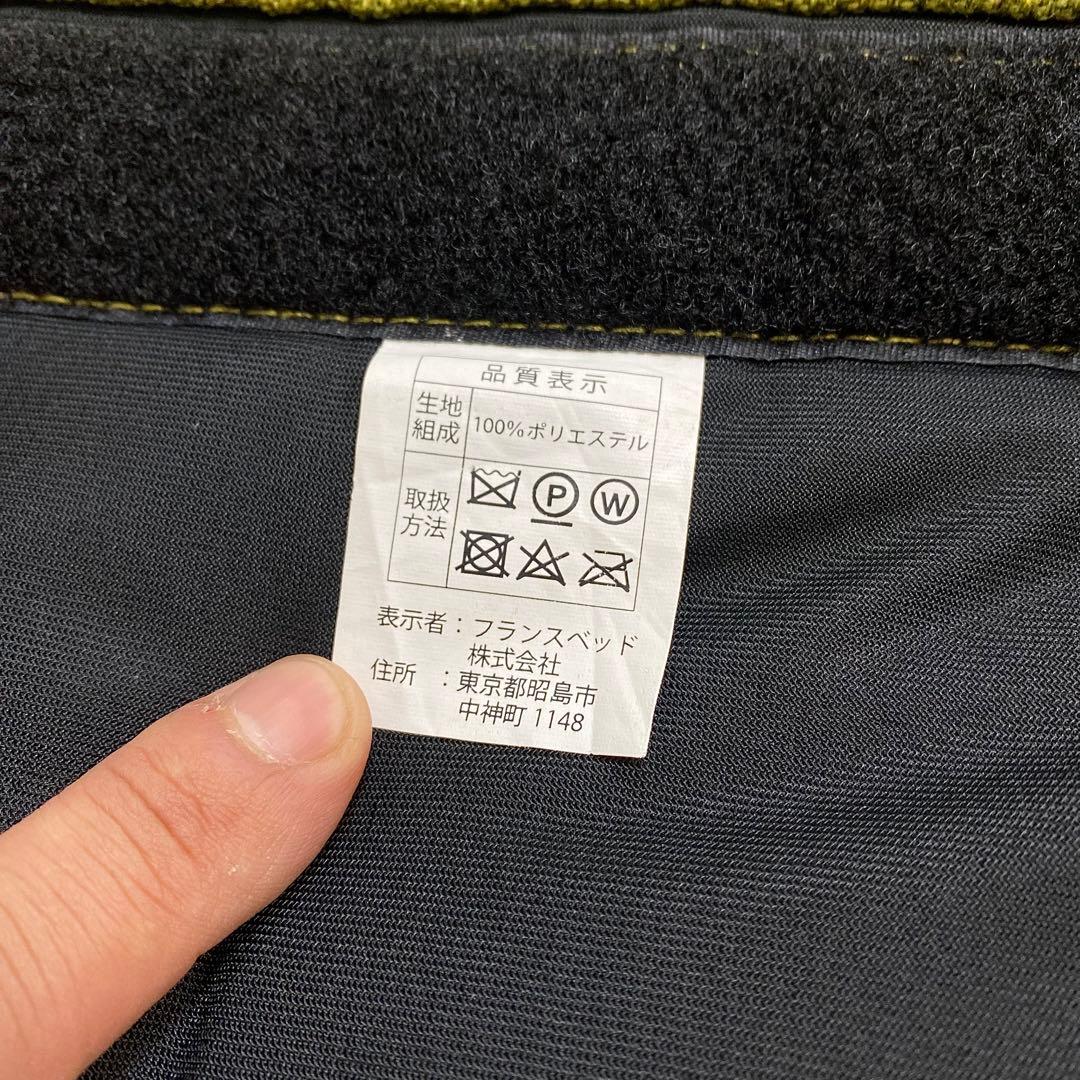 品質表示
生地組成 100%ポリエステル
取扱方法
P W
表示者：フランスベッド
株式会社
住所 ：東京都昭島市
中神町 1148